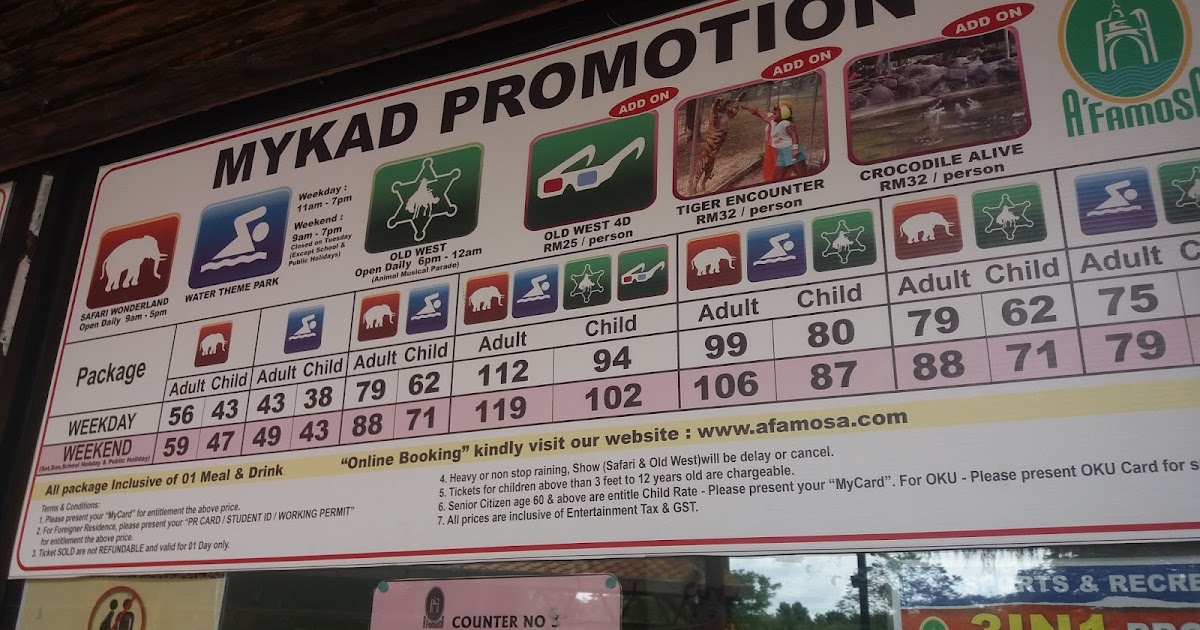 MYKAD PROMOTION
ADD ON
ADD ON
ADD ON
A'FAMOSA
SAFARI WONDERLAND
Open Daily 9am - 5pm
WATER THEME PARK
Weekday :
11am - 7pm
Weekend :
9am - 7pm
Closed on Tuesday
(Except School &
Public Holidays)
OLD WEST
Open Daily 6pm - 12am
(Animal Musical Parade)
OLD WEST 4D
RM25 / person
TIGER ENCOUNTER
RM32 / person
CROCODILE ALIVE
RM32 / person
Package
Adult Child Adult Child Adult Child Adult Child Adult Child Adult Child Adult
WEEKDAY 56 43 43 38 79 62 112 94 99 80 79 62 75
WEEKEND 59 47 49 43 88 71 119 102 106 87 88 71 79
(Sat,Sun,School Holiday & Public Holiday)
All package Inclusive of 01 Meal & Drink
"Online Booking" kindly visit our website : www.afamosa.com
Terms & Conditions:
1. Please present your "MyCard" for entitlement the above price.
2. For Foreigner Residence, please present your "PR CARD / STUDENT ID / WORKING PERMIT"
for entitlement the above price.
3. Ticket SOLD are not REFUNDABLE and valid for 01 Day only.
4. Heavy or non stop raining, Show (Safari & Old West)will be delay or cancel.
5. Tickets for children above than 3 feet to 12 years old are chargeable.
6. Senior Citizen age 60 & above are entitle Child Rate - Please present your "MyCard". For OKU - Please present OKU Card for
7. All prices are inclusive of Entertainment Tax & GST.
COUNTER NO 3
SPORTS & RECRE
3IN1